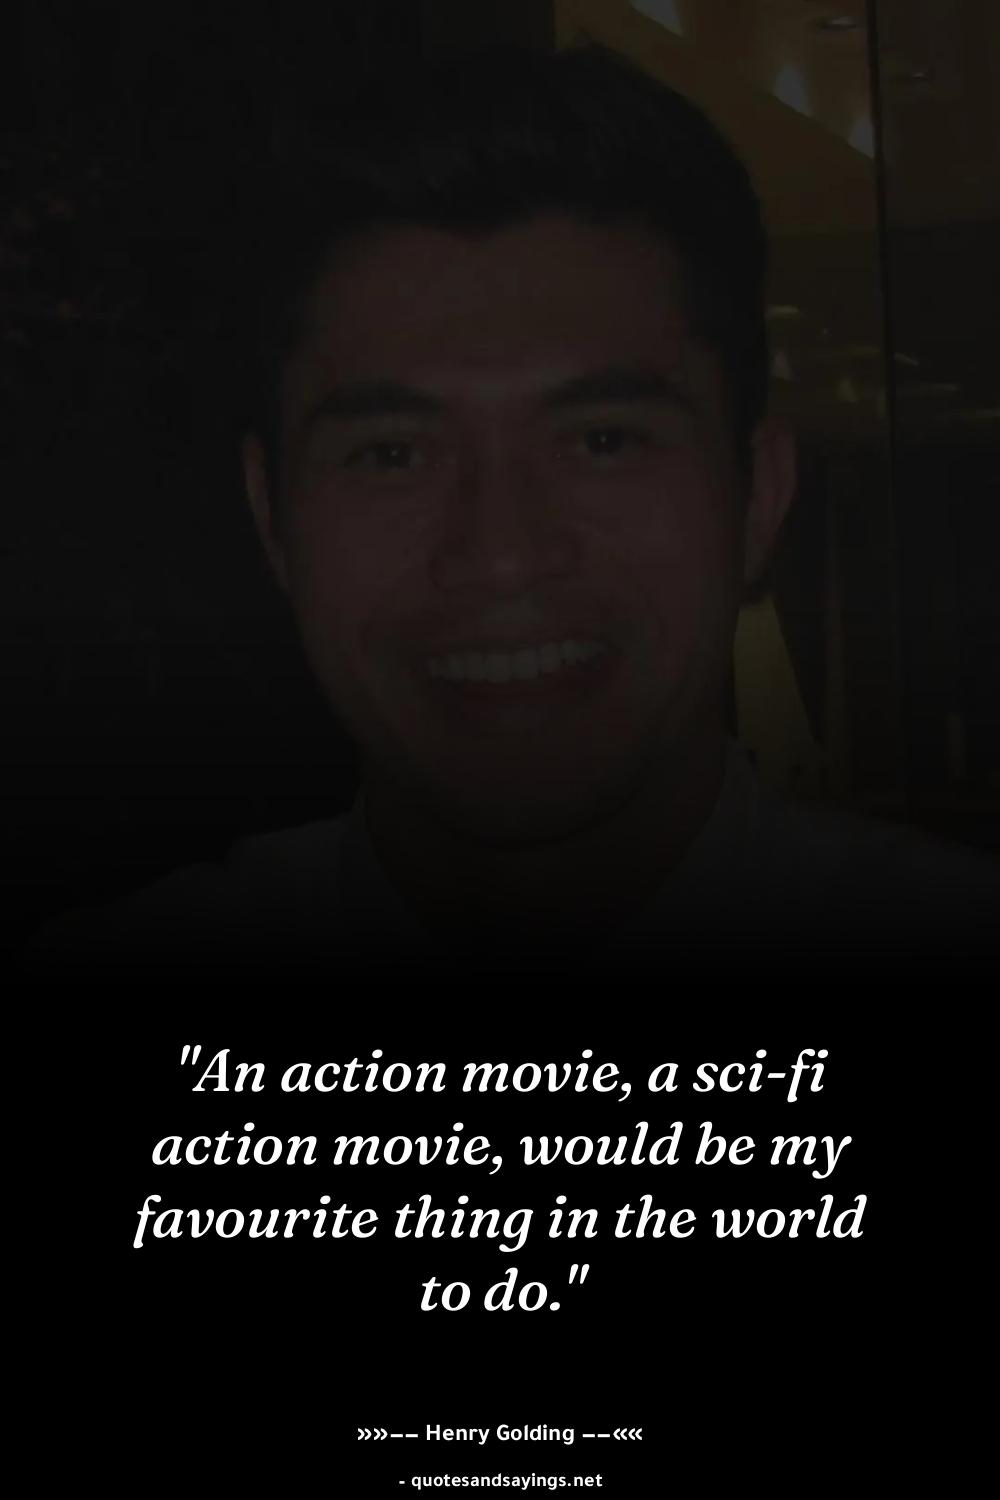 "An action movie, a sci-fi
action movie, would be my
favourite thing in the world
to do."
»»-- Henry Golding --««
- quotesandsayings.net